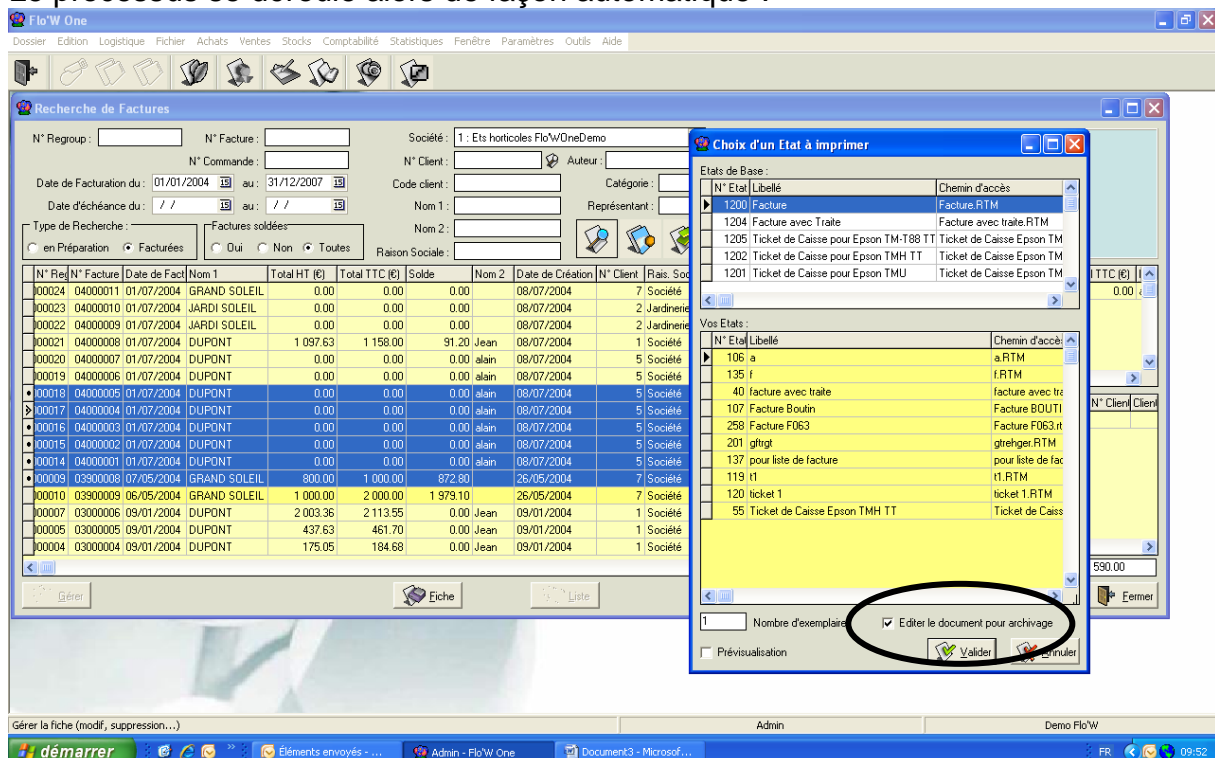 Le processus se déroule alors de façon automatique :
Flo'W One
Dossier Edition Logistique Fichier Achats Ventes Stocks Comptabilité Statistiques Fenêtre Paramètres Outils Aide
Recherche de Factures
N° Regroup : N° Facture : Société : 1 : Ets horticoles Flo'WOneDemo
N° Commande : N° Client : Auteur :
Date de Facturation du : 01/01/2004 15 au : 31/12/2007 15 Code client : Catégorie :
Date d'échéance du : / / 15 au : / / 15 Nom 1 : Représentant :
Type de Recherche : Factures soldées Nom 2 :
en Préparation Facturées Oui Non Toutes Raison Sociale :
N° Reg N° Facture Date de Fact Nom 1 Total HT (€) Total TTC (€) Solde Nom 2 Date de Création N° Client Rais. Soc
00024 04000011 01/07/2004 GRAND SOLEIL 0.00 0.00 0.00 08/07/2004 7 Société
00023 04000010 01/07/2004 JARDI SOLEIL 0.00 0.00 0.00 08/07/2004 2 Jardinerie
00022 04000009 01/07/2004 JARDI SOLEIL 0.00 0.00 0.00 08/07/2004 2 Jardinerie
00021 04000008 01/07/2004 DUPONT 1 097.63 1 158.00 91.20 Jean 08/07/2004 1 Société
00020 04000007 01/07/2004 DUPONT 0.00 0.00 0.00 alain 08/07/2004 5 Société
00019 04000006 01/07/2004 DUPONT 0.00 0.00 0.00 alain 08/07/2004 5 Société
00018 04000005 01/07/2004 DUPONT 0.00 0.00 0.00 alain 08/07/2004 5 Société
00017 04000004 01/07/2004 DUPONT 0.00 0.00 0.00 alain 08/07/2004 5 Société
00016 04000003 01/07/2004 DUPONT 0.00 0.00 0.00 alain 08/07/2004 5 Société
00015 04000002 01/07/2004 DUPONT 0.00 0.00 0.00 alain 08/07/2004 5 Société
00014 04000001 01/07/2004 DUPONT 0.00 0.00 0.00 alain 08/07/2004 5 Société
00009 03900008 07/05/2004 GRAND SOLEIL 800.00 1 000.00 872.80 26/05/2004 7 Société
00010 03900009 06/05/2004 GRAND SOLEIL 1 000.00 2 000.00 1 979.10 26/05/2004 7 Société
00007 03000006 09/01/2004 DUPONT 2 003.36 2 113.55 0.00 Jean 09/01/2004 1 Société
00005 03000005 09/01/2004 DUPONT 437.63 461.70 0.00 Jean 09/01/2004 1 Société
00004 03000004 09/01/2004 DUPONT 175.05 184.68 0.00 Jean 09/01/2004 1 Société
Gérer Fiche Liste
Choix d'un Etat à imprimer
Etats de Base :
N° Etat Libellé Chemin d'accès
1200 Facture Facture.RTM
1204 Facture avec Traite Facture avec traite.RTM
1205 Ticket de Caisse pour Epson TM-T88 TT Ticket de Caisse Epson TM
1202 Ticket de Caisse pour Epson TMH TT Ticket de Caisse Epson TM
1201 Ticket de Caisse pour Epson TMU Ticket de Caisse Epson TM
Vos Etats :
N° Etat Libellé Chemin d'accès
106 a a.RTM
135 f f.RTM
40 facture avec traite facture avec tra
107 Facture Boutin Facture BOUTI
258 Facture F063 Facture F063.rt
201 gftrgt gtrehger.RTM
137 pour liste de facture pour liste de fac
119 t1 t1.RTM
120 ticket 1 ticket 1.RTM
55 Ticket de Caisse Epson TMH TT Ticket de Caiss
1 Nombre d'exemplaire Editer le document pour archivage
Prévisualisation Valider Annuler
TTC (€)
0.00
N° Client Client
590.00
Fermer
Gérer la fiche (modif, suppression...) Admin Demo Flo'W
démarrer Éléments envoyés - ... Admin - Flo'W One Document3 - Microsof... FR 09:52